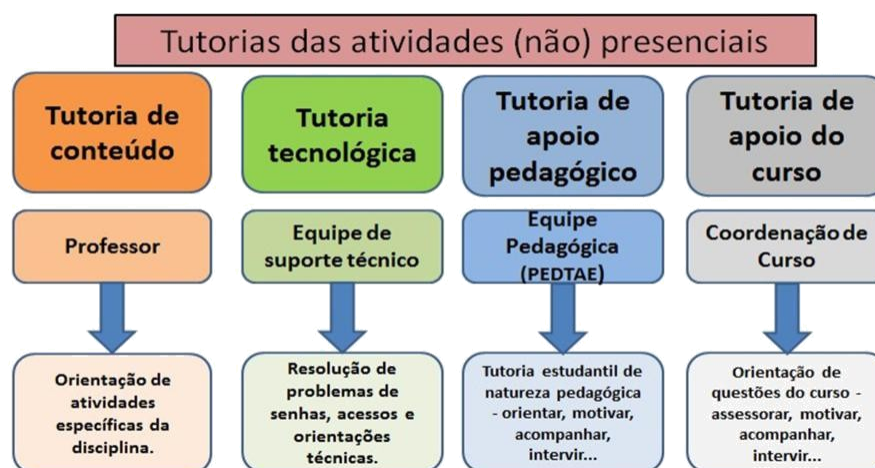 Tutorias das atividades (não) presenciais
Tutoria de
conteúdo
Professor
Orientação de
atividades
específicas da
disciplina.
Tutoria
tecnológica
Equipe de
suporte técnico
Resolução de
problemas de
senhas, acessos e
orientações
técnicas.
Tutoria de
apoio
pedagógico
Equipe
Pedagógica
(PEDTAE)
Tutoria estudantil de
natureza pedagógica
- orientar, motivar,
acompanhar,
intervir...
Tutoria de
apoio do
curso
Coordenação de
Curso
Orientação de
questões do curso -
assessorar, motivar,
acompanhar,
intervir...